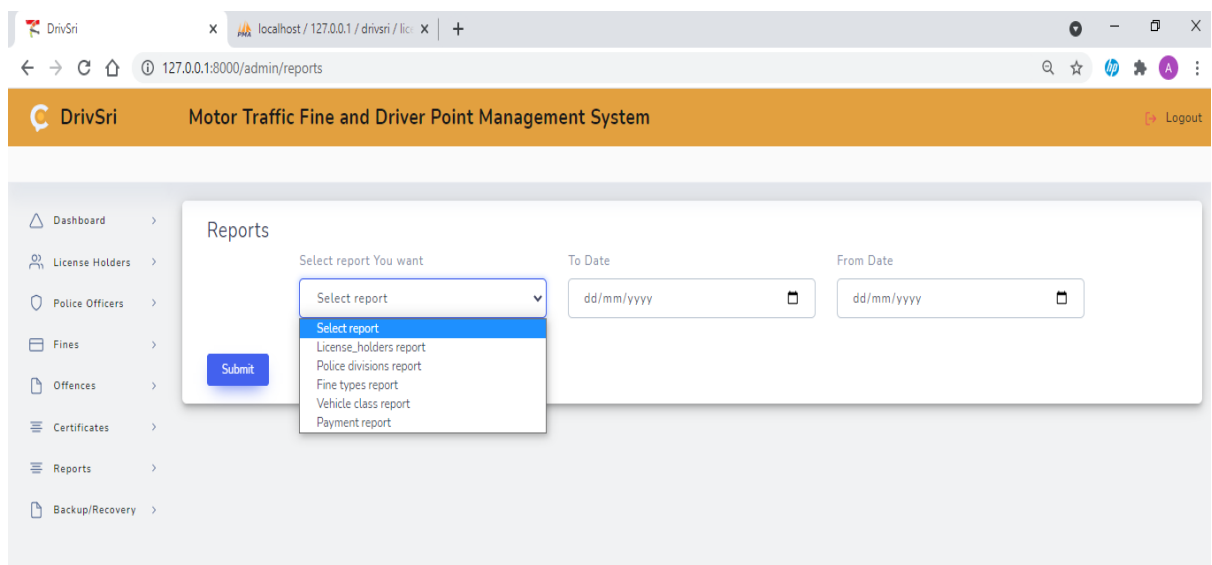 DrivSri
localhost / 127.0.0.1 / drivsri / lice
127.0.0.1:8000/admin/reports
hp
A
DrivSri
Motor Traffic Fine and Driver Point Management System
Logout
Dashboard
License Holders
Police Officers
Fines
Offences
Certificates
Reports
Backup/Recovery
Reports
Select report You want
To Date
From Date
Select report
dd/mm/yyyy
dd/mm/yyyy
Select report
License_holders report
Police divisions report
Fine types report
Vehicle class report
Payment report
Submit